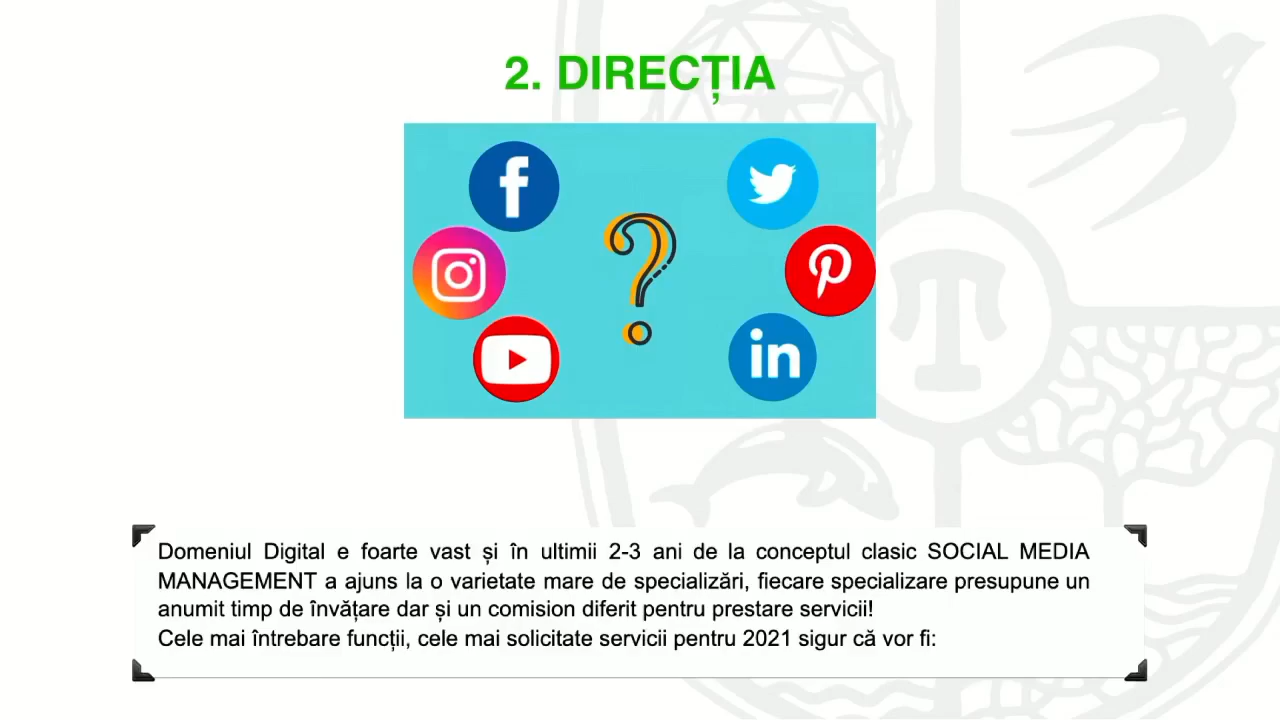 2. DIRECȚIA
Domeniul Digital e foarte vast și în ultimii 2-3 ani de la conceptul clasic SOCIAL MEDIA
MANAGEMENT a ajuns la o varietate mare de specializări, fiecare specializare presupune un
anumit timp de învățare dar și un comision diferit pentru prestare servicii!
Cele mai întrebare funcții, cele mai solicitate servicii pentru 2021 sigur că vor fi: